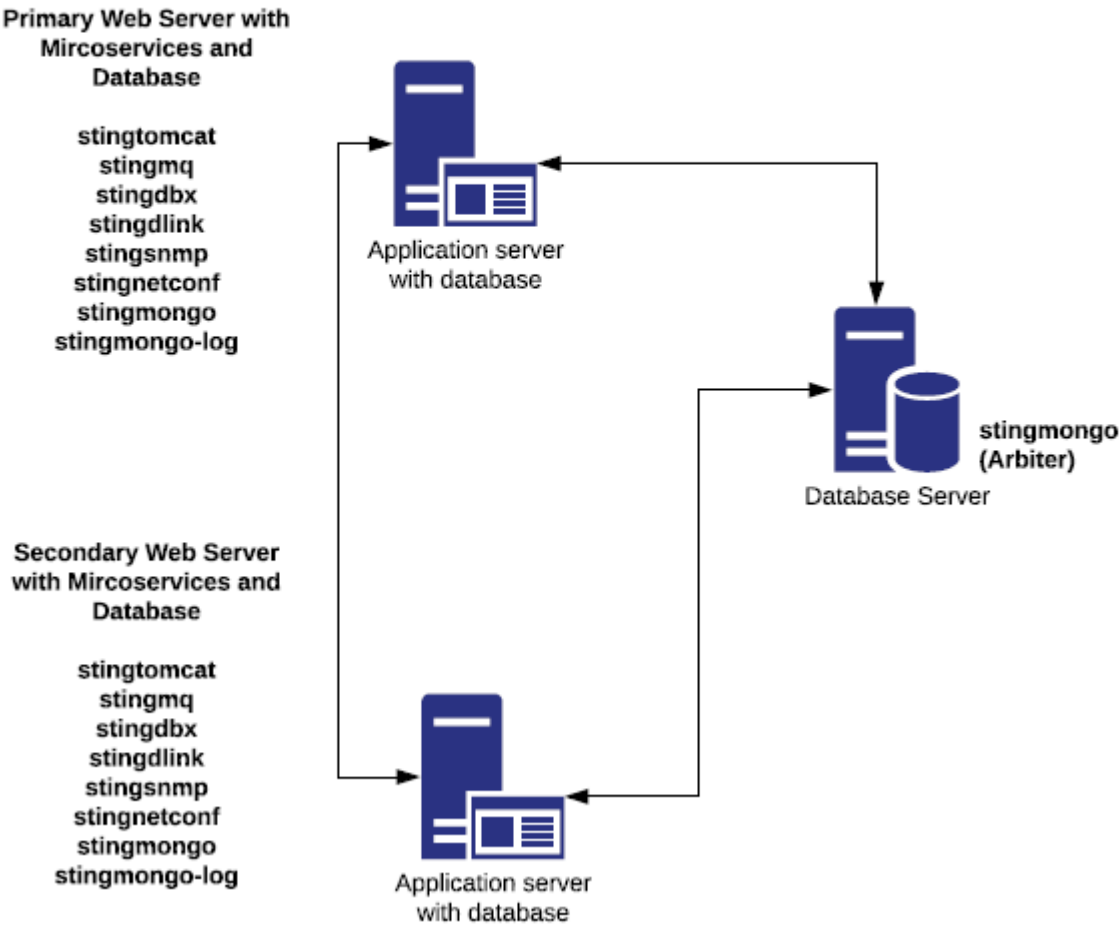 Primary Web Server with
Mircoservices and
Database
stingtomcat
stingmq
stingdbx
stingdlink
stingsnmp
stingnetconf
stingmongo
stingmongo-log
Application server
with database
stingmongo
(Arbiter)
Database Server
Secondary Web Server
with Mircoservices and
Database
stingtomcat
stingmq
stingdbx
stingdlink
stingsnmp
stingnetconf
stingmongo
stingmongo-log
Application server
with database